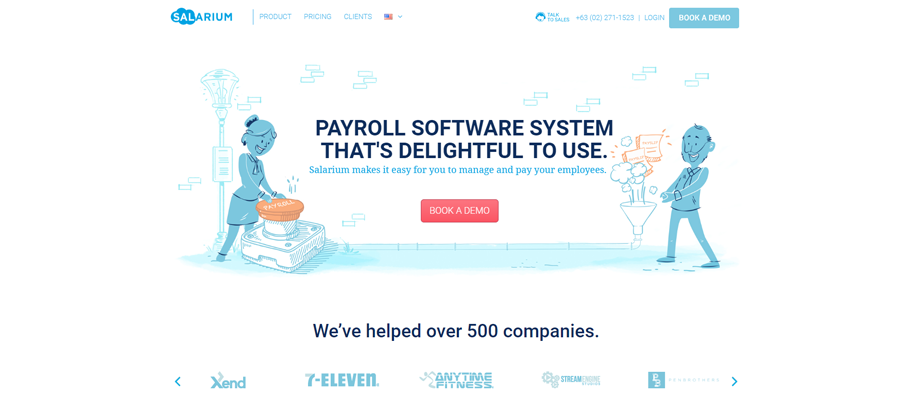 SALARIUM
PRODUCT
PRICING
CLIENTS
TALK
TO SALES
+63 (02) 271-1523 | LOGIN
BOOK A DEMO
PAYROLL SOFTWARE SYSTEM
THAT'S DELIGHTFUL TO USE.
Salarium makes it easy for you to manage and pay your employees.
PAYROLL
BOOK A DEMO
We’ve helped over 500 companies.
Xend
7-ELEVEN
ANYTIME
FITNESS
STREAMENGINE
STUDIOS